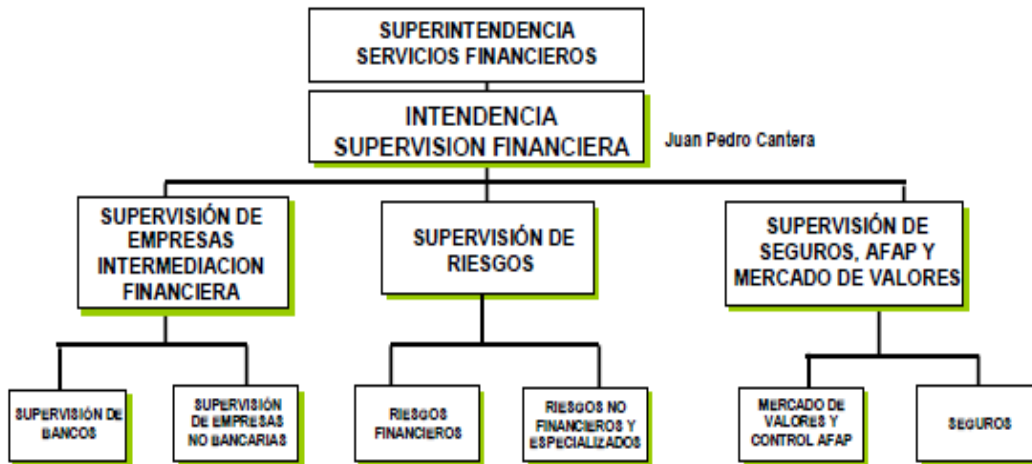 SUPERINTENDENCIA
SERVICIOS FINANCIEROS
INTENDENCIA
SUPERVISION FINANCIERA
Juan Pedro Cantera
SUPERVISIÓN DE
EMPRESAS
INTERMEDIACION
FINANCIERA
SUPERVISIÓN DE
RIESGOS
SUPERVISIÓN DE
SEGUROS, AFAP Y
MERCADO DE VALORES
SUPERVISIÓN DE
BANCOS
SUPERVISIÓN
DE EMPRESAS
NO BANCARIAS
RIESGOS
FINANCIEROS
RIESGOS NO
FINANCIEROS Y
ESPECIALIZADOS
MERCADO DE
VALORES Y
CONTROL AFAP
SEGUROS